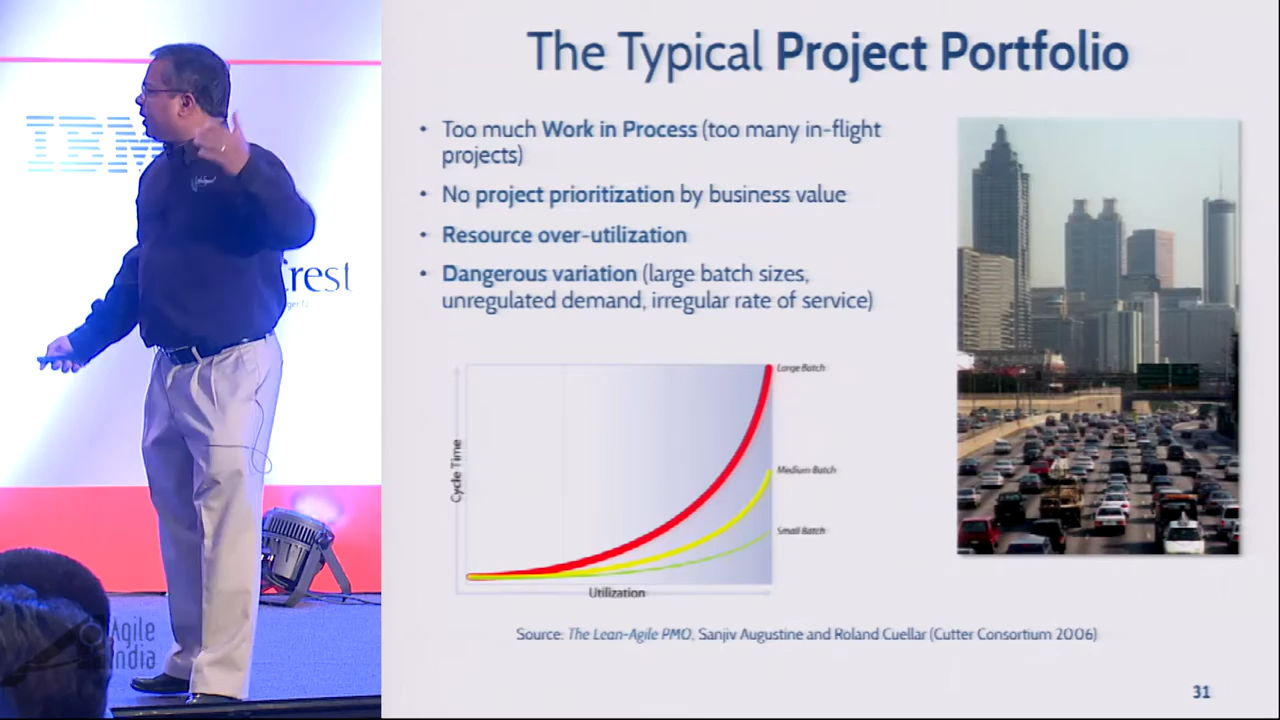 The Typical Project Portfolio
• Too much Work in Process (too many in-flight
projects)
• No project prioritization by business value
• Resource over-utilization
• Dangerous variation (large batch sizes,
unregulated demand, irregular rate of service)
Large Batch
Medium Batch
Small Batch
Cycle Time
Utilization
Source: The Lean-Agile PMO, Sanjiv Augustine and Roland Cuellar (Cutter Consortium 2006)
31
IBM
Crest
Agile
India